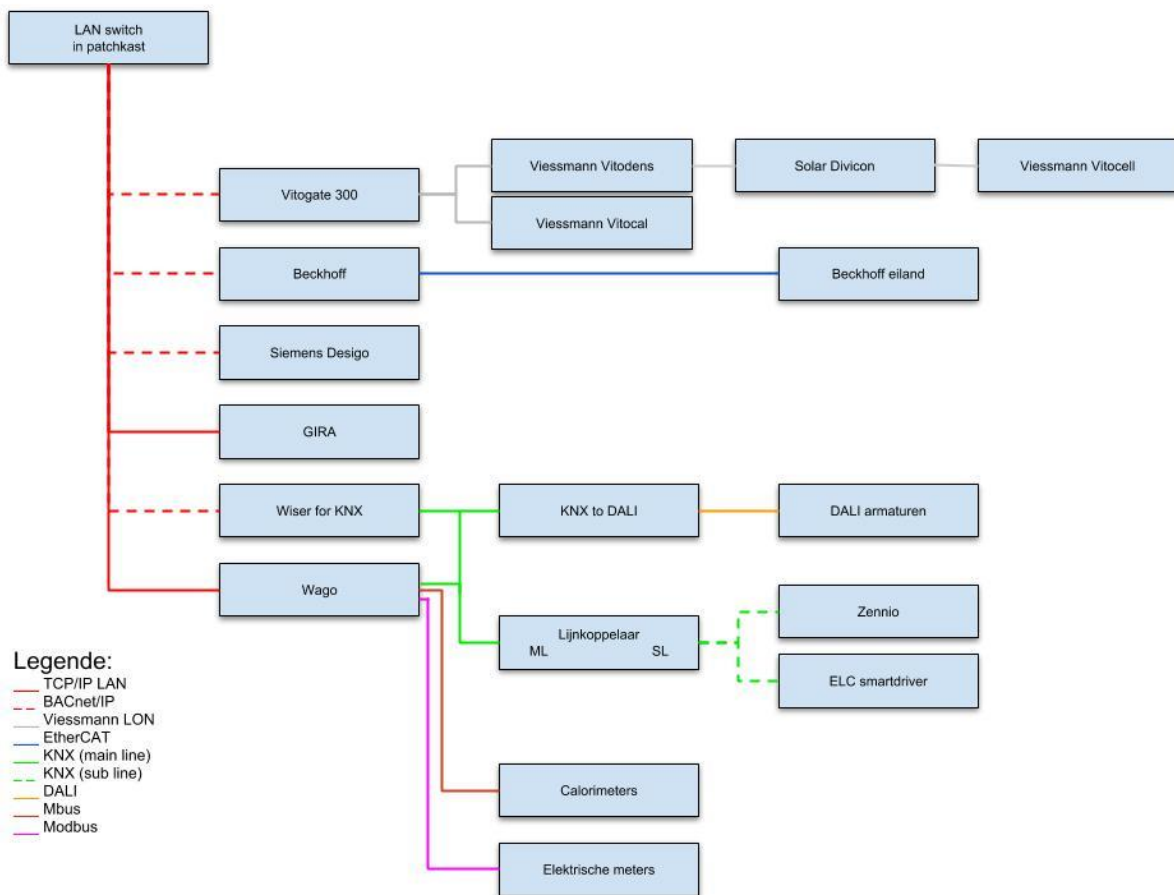 LAN switch
in patchkast
Viessmann Vitodens
Solar Divicon
Viessmann Vitocell
Vitogate 300
Viessmann Vitocal
Beckhoff
Beckhoff eiland
Siemens Desigo
GIRA
Wiser for KNX
KNX to DALI
DALI armaturen
Wago
Lijnkoppelaar
ML SL
Zennio
ELC smartdriver
Calorimeters
Elektrische meters
Legende:
TCP/IP LAN
BACnet/IP
Viessmann LON
EtherCAT
KNX (main line)
KNX (sub line)
DALI
Mbus
Modbus